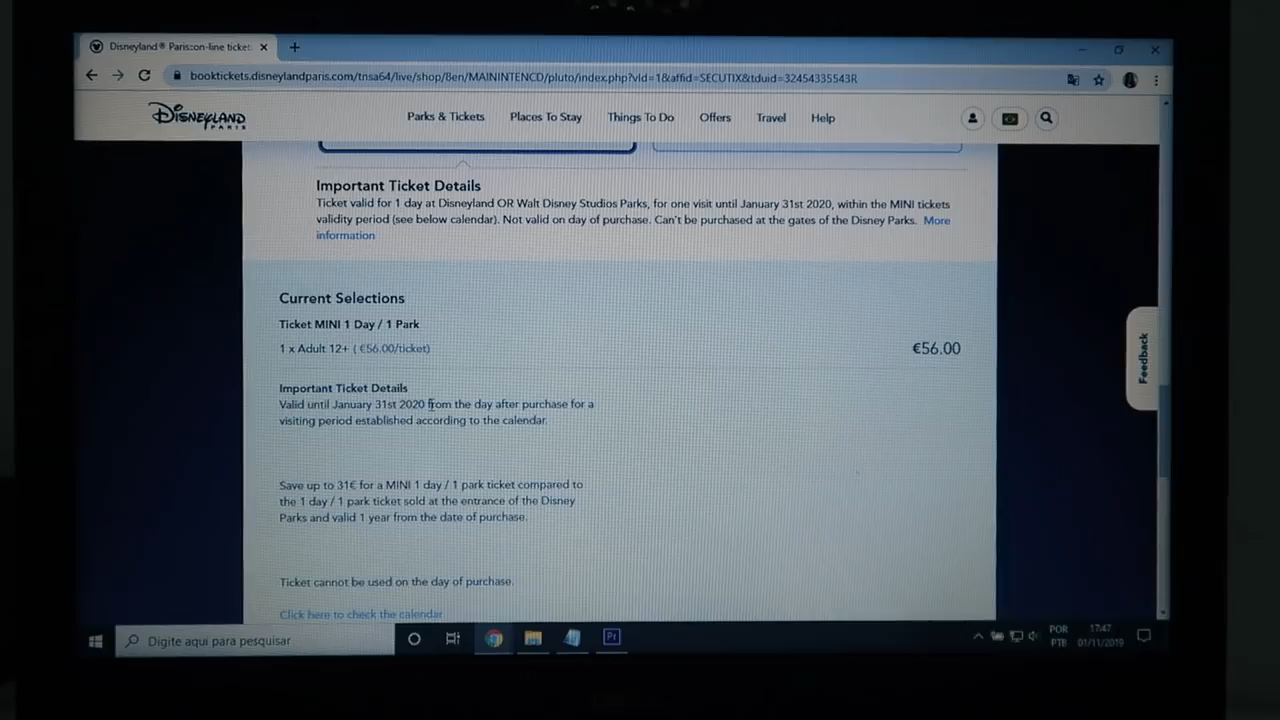 Disneyland® Paris:on-line ticket
booktickets.disneylandparis.com/tnsa64/live/shop/Ben/MAININTENCD/pluto/index.php?vld=1&affid=SECUTIX&tduid=32454335543R
DISNEYLAND
PARIS
Parks & Tickets
Places To Stay
Things To Do
Offers
Travel
Help
Important Ticket Details
Ticket valid for 1 day at Disneyland OR Walt Disney Studios Parks, for one visit until January 31st 2020, within the MINI tickets
validity period (see below calendar). Not valid on day of purchase. Can't be purchased at the gates of the Disney Parks. More
information
Current Selections
Ticket MINI 1 Day / 1 Park
1 x Adult 12+ ( €56.00/ticket)
€56.00
Important Ticket Details
Valid until January 31st 2020 from the day after purchase for a
visiting period established according to the calendar.
Save up to 31€ for a MINI 1 day / 1 park ticket compared to
the 1 day / 1 park ticket sold at the entrance of the Disney
Parks and valid 1 year from the date of purchase.
Ticket cannot be used on the day of purchase.
Click here to check the calendar
Feedback
Digite aqui para pesquisar
Pr
POR
PTB
17:47
01/11/2019